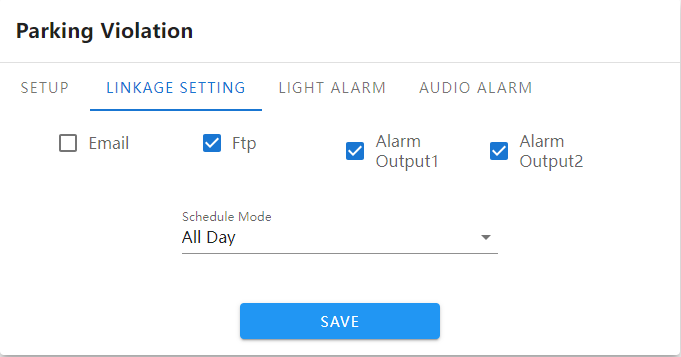 Parking Violation
SETUP LINKAGE SETTING LIGHT ALARM AUDIO ALARM
Email Ftp Alarm Output1 Alarm Output2
Schedule Mode
All Day
SAVE